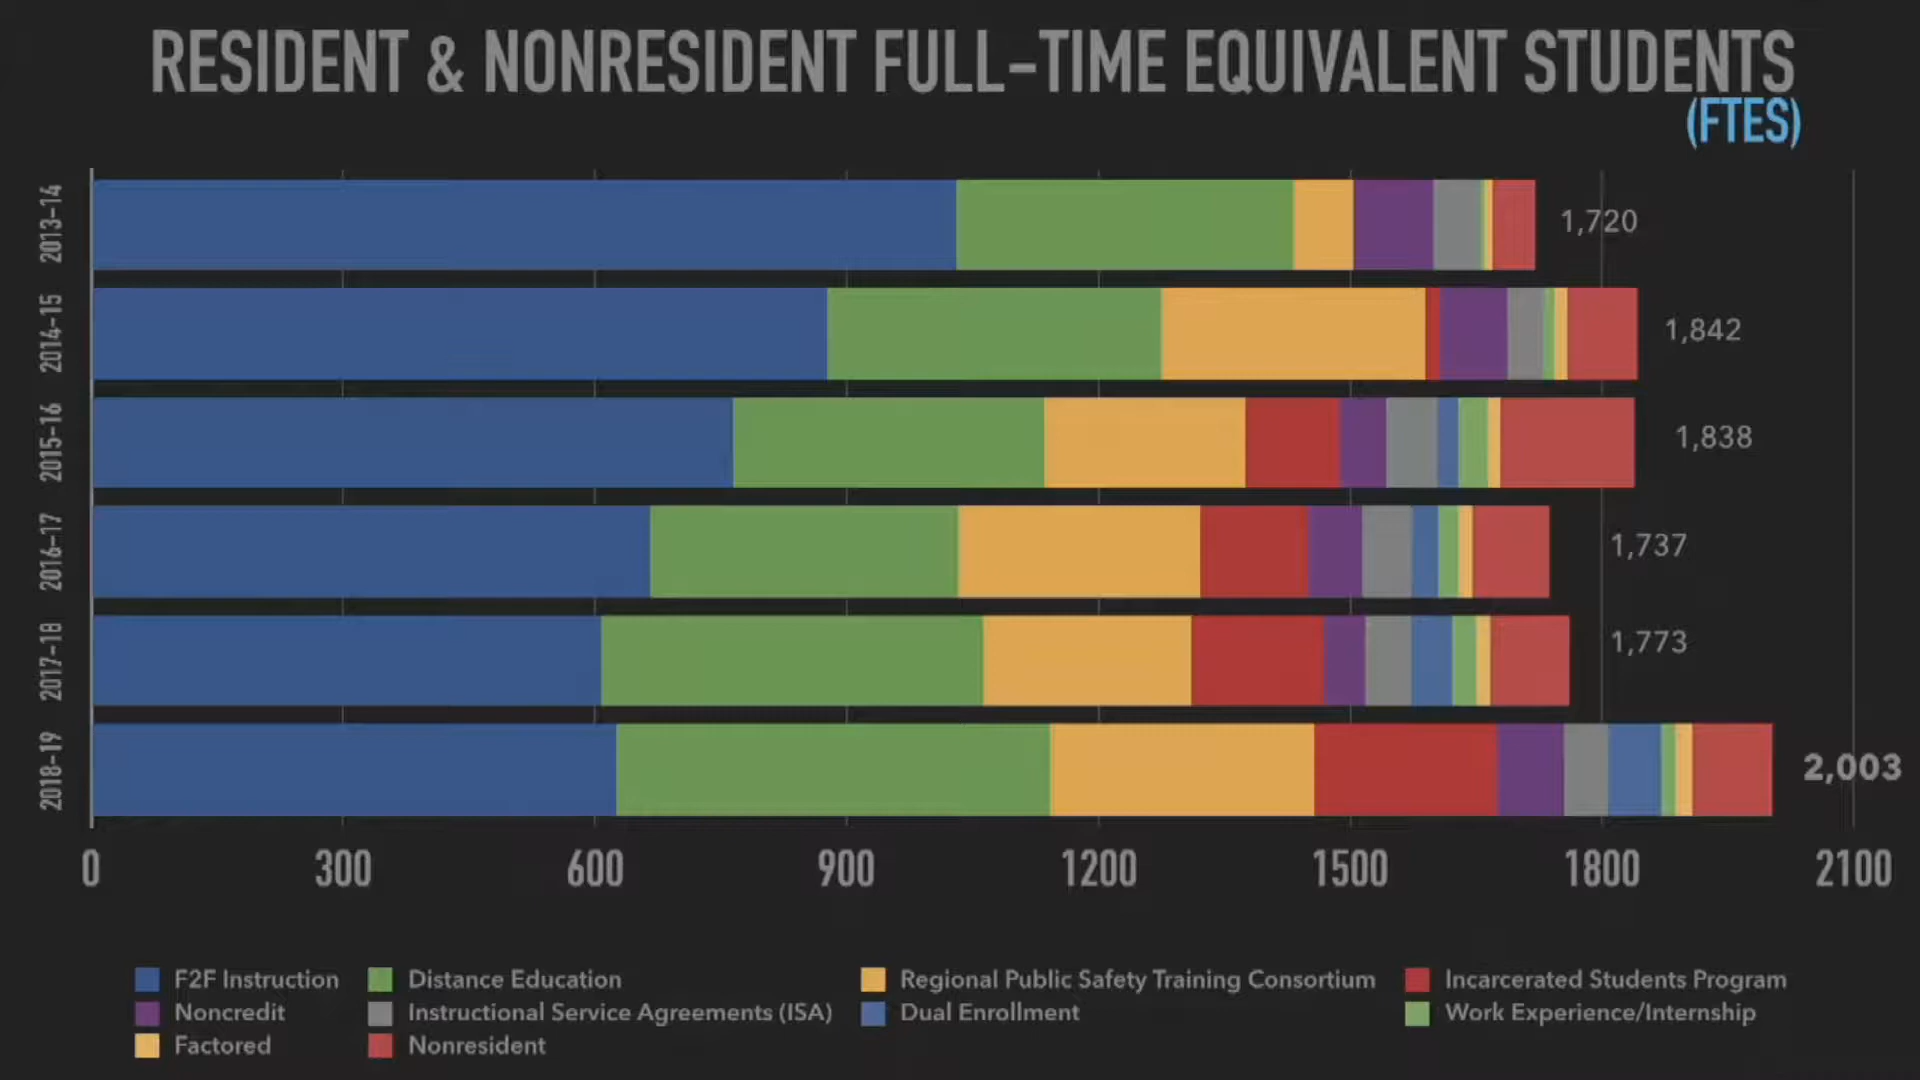 RESIDENT & NONRESIDENT FULL-TIME EQUIVALENT STUDENTS
(FTES)
2013-14
1,720
2014-15
1,842
2015-16
1,838
2016-17
1,737
2017-18
1,773
2018-19
2,003
0 300 600 900 1200 1500 1800 2100
F2F Instruction Distance Education Regional Public Safety Training Consortium Incarcerated Students Program
Noncredit Instructional Service Agreements (ISA) Dual Enrollment Work Experience/Internship
Factored Nonresident